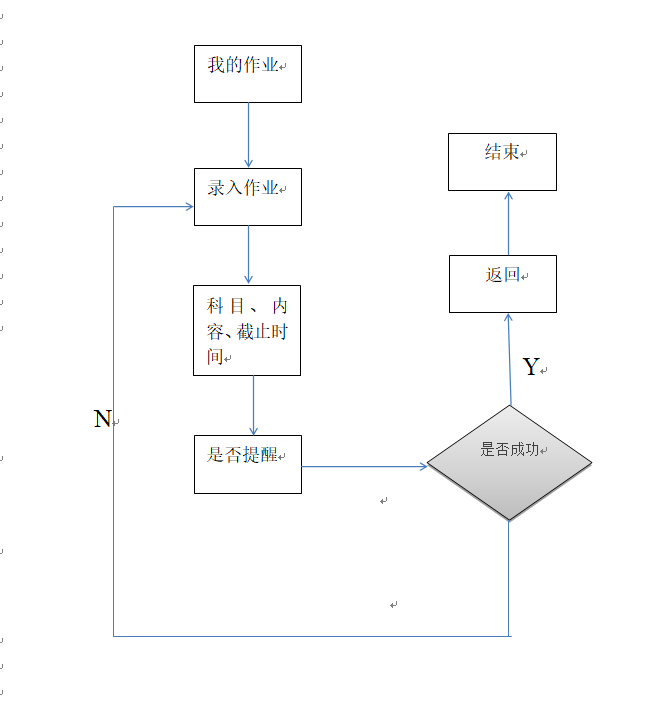 我的作业
录入作业
科目、内
容、截止时
间
是否提醒
是否成功
Y
返回
结束
N